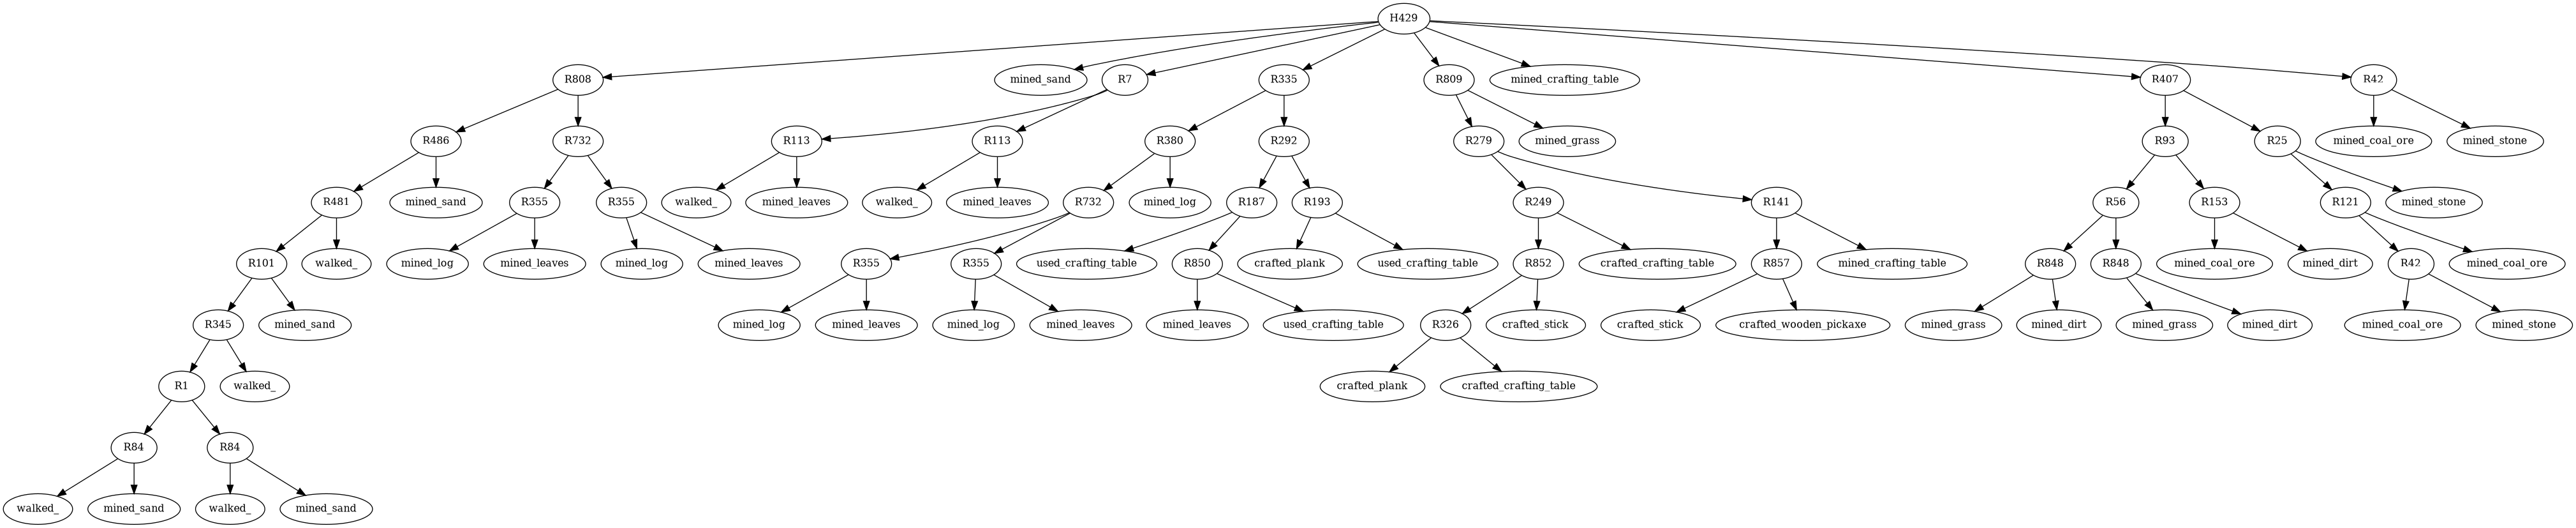 H429
R808 mined_sand R7 R335 R809 mined_crafting_table R407 R42
R486 R732 R113 R113 R380 R292 R279 mined_grass R93 R25 mined_coal_ore mined_stone
R481 mined_sand R355 R355 walked_ mined_leaves walked_ mined_leaves R732 mined_log R187 R193 R249 R141 R56 R153 R121 mined_stone
R101 walked_ mined_log mined_leaves mined_log mined_leaves R355 R355 used_crafting_table R850 crafted_plank used_crafting_table R852 crafted_crafting_table R857 mined_crafting_table R848 R848 mined_coal_ore mined_dirt R42 mined_coal_ore
R345 mined_sand mined_log mined_leaves mined_log mined_leaves mined_leaves used_crafting_table R326 crafted_stick crafted_stick crafted_wooden_pickaxe mined_grass mined_dirt mined_grass mined_dirt mined_coal_ore mined_stone
R1 walked_ crafted_plank crafted_crafting_table
R84 R84
walked_ mined_sand walked_ mined_sand